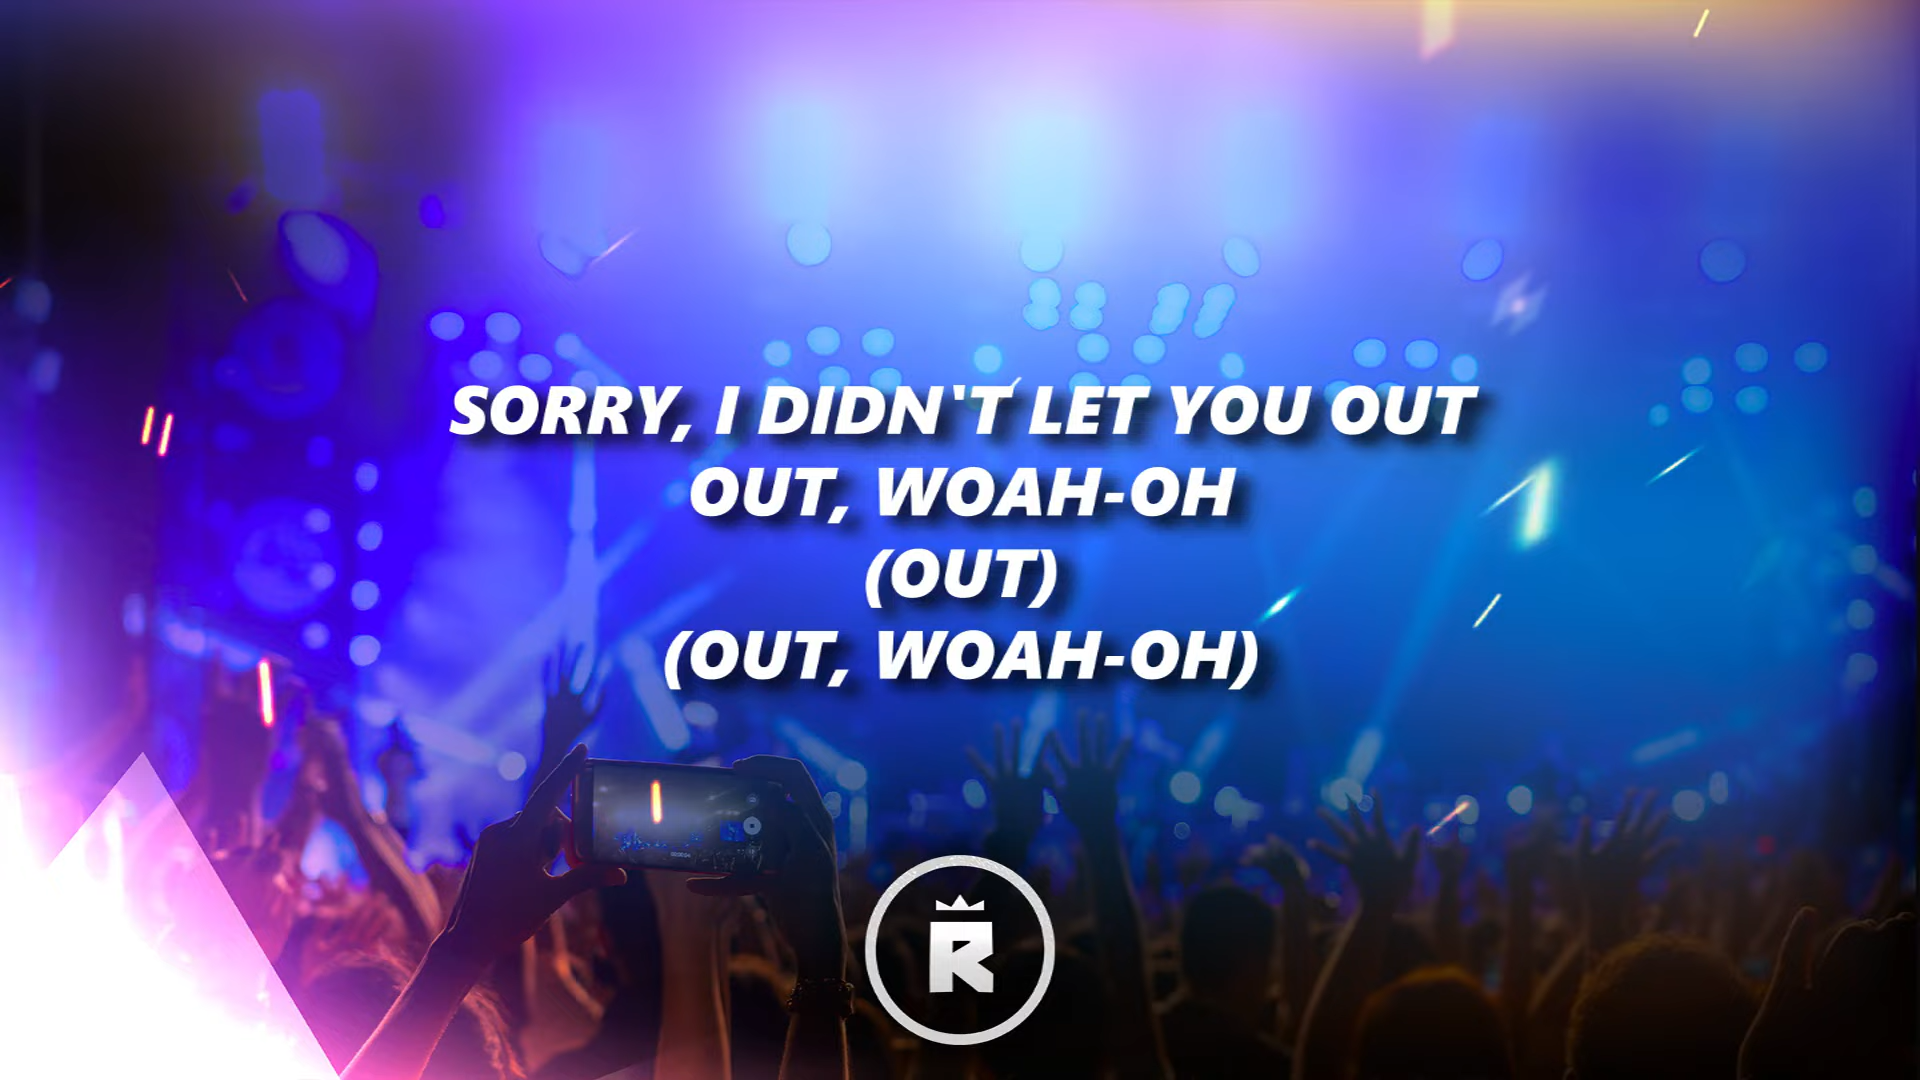 SORRY, I DIDN'T LET YOU OUT
OUT, WOAH-OH
(OUT)
(OUT, WOAH-OH)
R